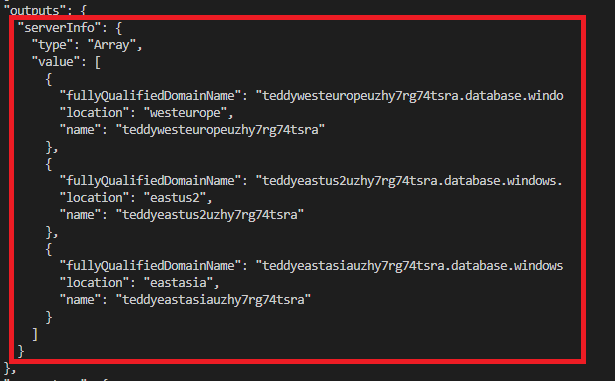 "outputs": {
"serverInfo": {
"type": "Array",
"value": [
{
"fullyQualifiedDomainName": "teddywesteuropeuzhy7rg74tsra.database.windo
"location": "westeurope",
"name": "teddywesteuropeuzhy7rg74tsra"
},
{
"fullyQualifiedDomainName": "teddyeastus2uzhy7rg74tsra.database.windows.
"location": "eastus2",
"name": "teddyeastus2uzhy7rg74tsra"
},
{
"fullyQualifiedDomainName": "teddyeastasiauzhy7rg74tsra.database.windows
"location": "eastasia",
"name": "teddyeastasiauzhy7rg74tsra"
}
]
}
},